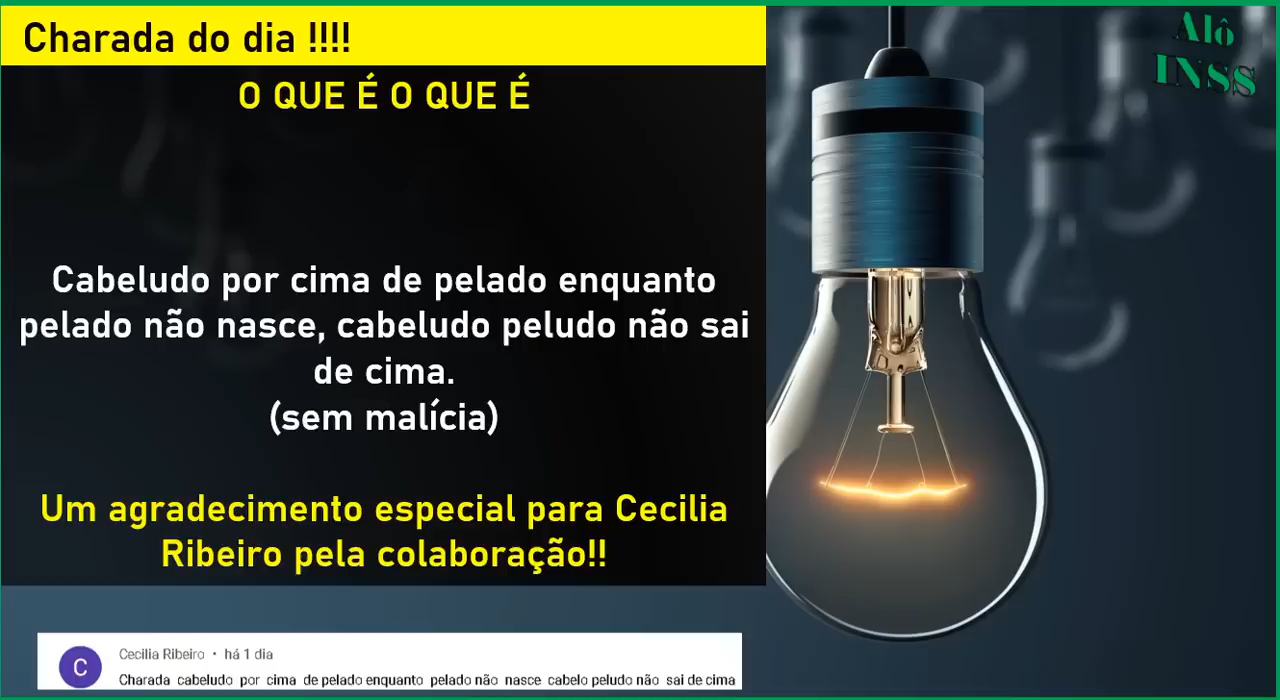 Charada do dia !!!!
O QUE É O QUE É
Cabeludo por cima de pelado enquanto
pelado não nasce, cabeludo peludo não sai
de cima.
(sem malícia)
Um agradecimento especial para Cecilia
Ribeiro pela colaboração!!
C
Cecilia Ribeiro • há 1 dia
Charada cabeludo por cima de pelado enquanto pelado não nasce cabelo peludo não sai de cima
Alô
INSS